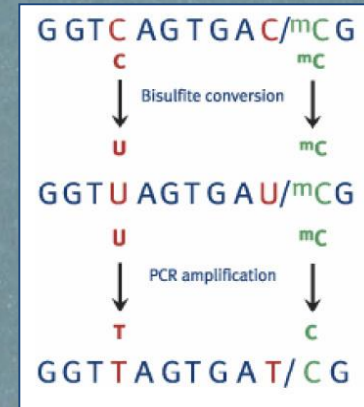 GGTCAGTGAC/ᵐCG
C ᵐC
Bisulfite conversion
U ᵐC
GGTUAGTGAU/ᵐCG
U ᵐC
PCR amplification
T C
GGTTAGTGAT/CG